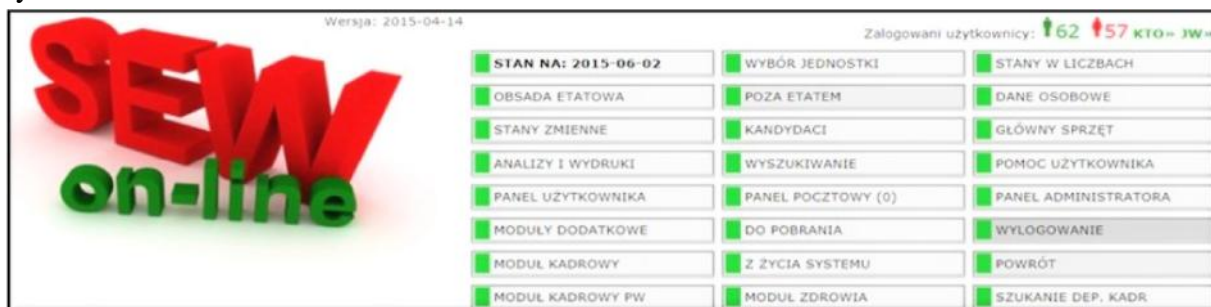 Wersja: 2015-04-14
Zalogowani użytkownicy: 62 57 KTO» JW»
SEW
on-line
STAN NA: 2015-06-02 WYBÓR JEDNOSTKI STANY W LICZBACH
OBSADA ETATOWA POZA ETATEM DANE OSOBOWE
STANY ZMIENNE KANDYDACI GŁÓWNY SPRZĘT
ANALIZY I WYDRUKI WYSZUKIWANIE POMOC UŻYTKOWNIKA
PANEL UŻYTKOWNIKA PANEL POCZTOWY (0) PANEL ADMINISTRATORA
MODUŁY DODATKOWE DO POBRANIA WYLOGOWANIE
MODUŁ KADROWY Z ŻYCIA SYSTEMU POWRÓT
MODUŁ KADROWY PW MODUŁ ZDROWIA SZUKANIE DEP. KADR